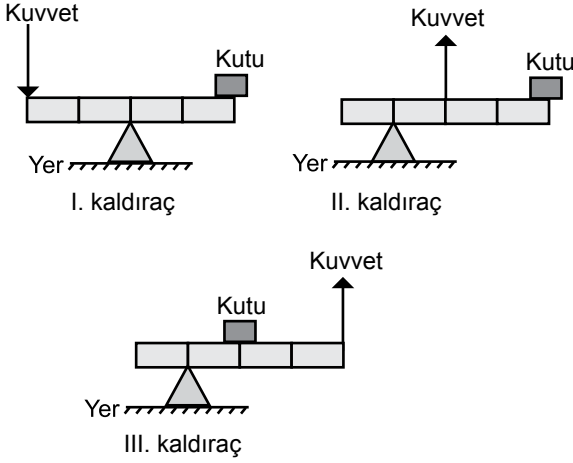 Kuvvet
Kutu
Yer
I. kaldıraç
Kuvvet
Kutu
Yer
II. kaldıraç
Kuvvet
Kutu
Yer
III. kaldıraç